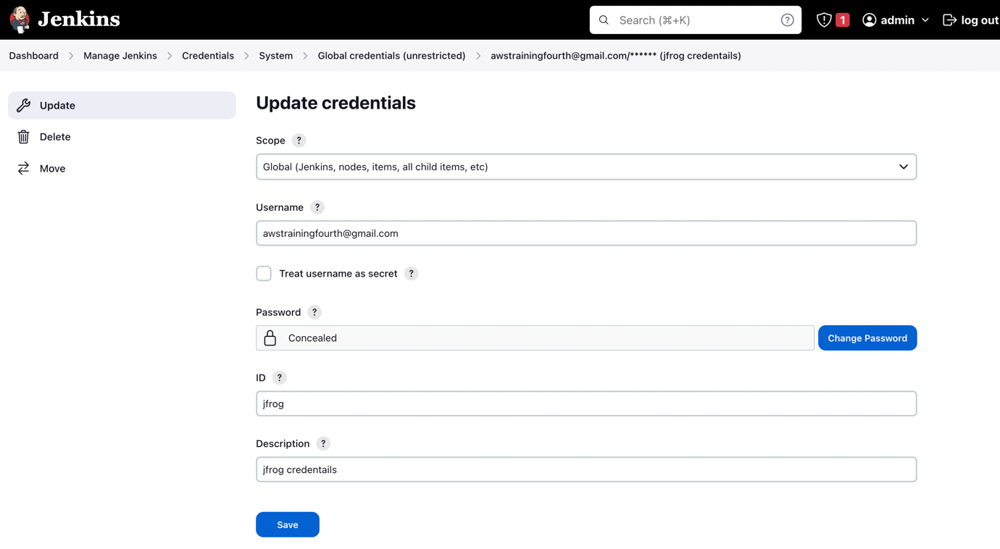 Jenkins
Search (⌘+K)
?
1
admin
log out
Dashboard > Manage Jenkins > Credentials > System > Global credentials (unrestricted) > awstrainingfourth@gmail.com/****** (jfrog credentails)
Update
Delete
Move
Update credentials
Scope ?
Global (Jenkins, nodes, items, all child items, etc)
Username ?
awstrainingfourth@gmail.com
Treat username as secret ?
Password ?
Concealed
Change Password
ID ?
jfrog
Description ?
jfrog credentails
Save